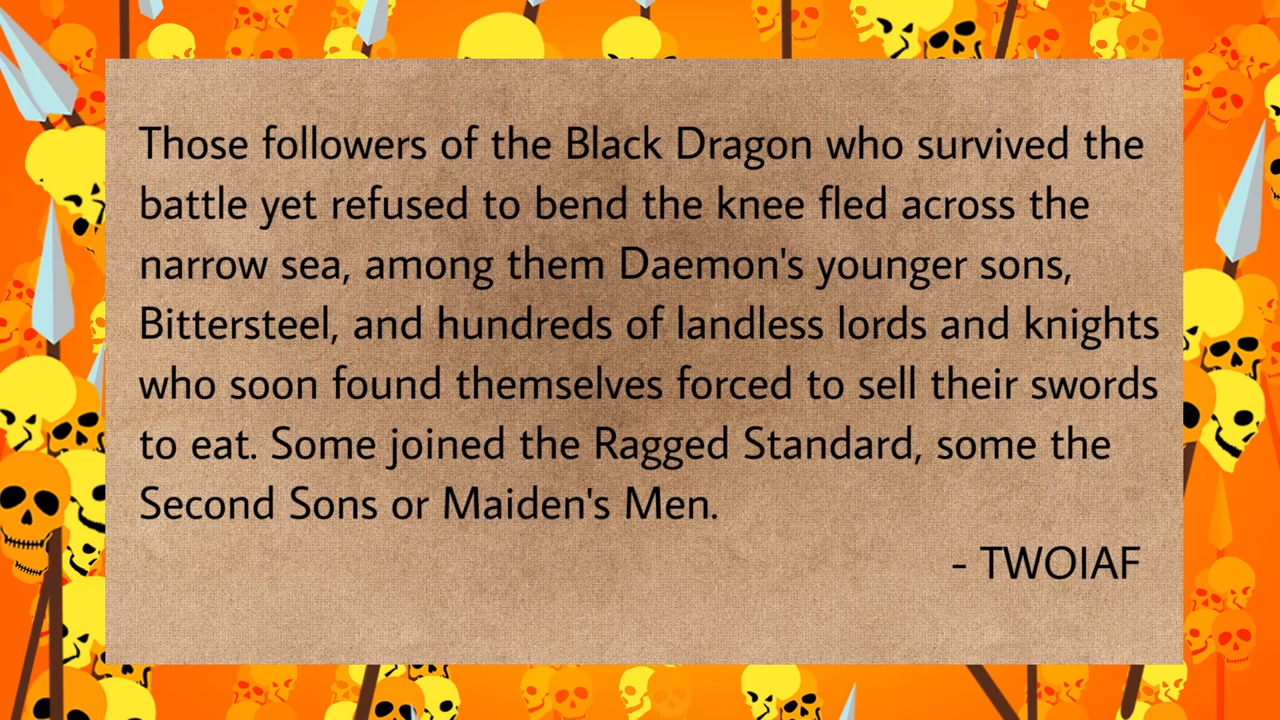 Those followers of the Black Dragon who survived the
battle yet refused to bend the knee fled across the
narrow sea, among them Daemon's younger sons,
Bittersteel, and hundreds of landless lords and knights
who soon found themselves forced to sell their swords
to eat. Some joined the Ragged Standard, some the
Second Sons or Maiden's Men.
- TWOIAF